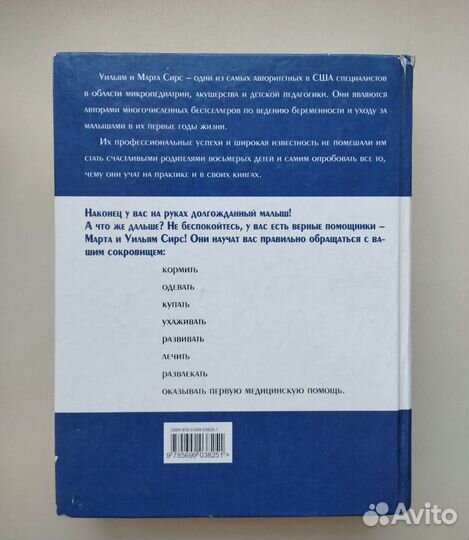 Уильям и Марта Сирс – одни из самых авторитетных в США специалистов
в области микропедиатрии, акушерства и детской педагогики. Они являются
авторами многочисленных бестселлеров по ведению беременности и уходу за
малышами в их первые годы жизни.
Их профессиональные успехи и широкая известность не помешали им
стать счастливыми родителями восьмерых детей и самим опробовать все то,
чему они учат на практике и в своих книгах.
Наконец у вас на руках долгожданный малыш!
А что же дальше? Не беспокойтесь, у вас есть верные помощники –
Марта и Уильям Сирс! Они научат вас правильно обращаться с ва-
шим сокровищем:
кормить
одевать
купать
ухаживать
развивать
лечить
развлекать
оказывать первую медицинскую помощь.
9 785699 038251 >
Avito